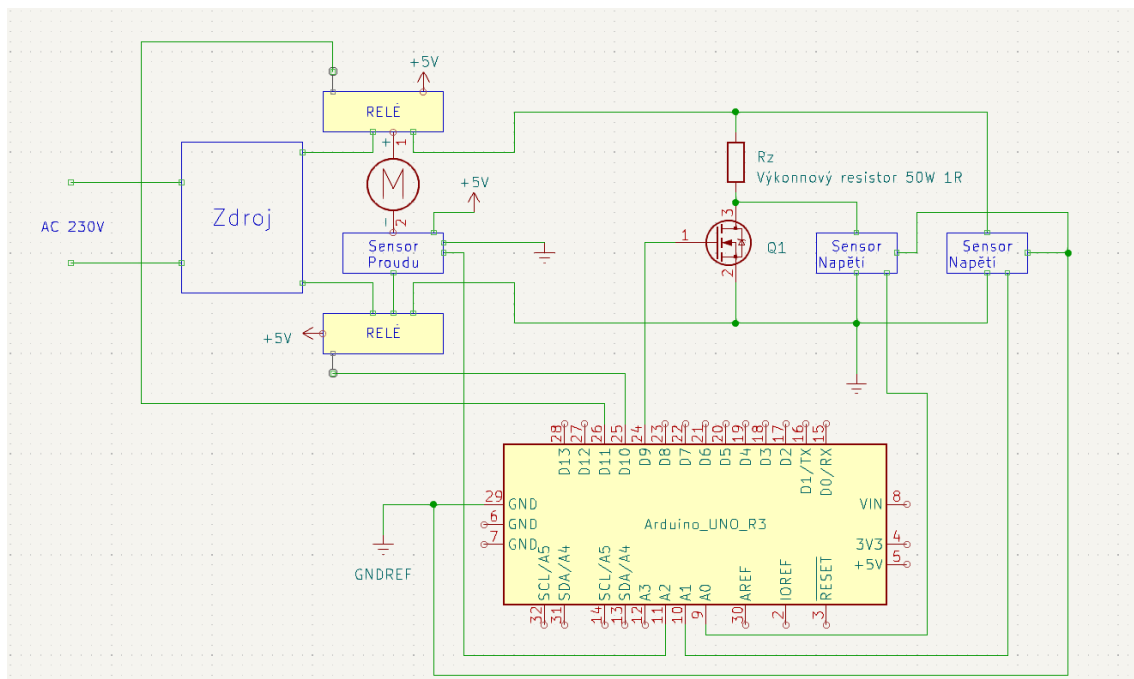 +5V
RELÉ
+
1
M
-
2
Zdroj
AC 230V
+5V
Sensor
Proudu
+5V
RELÉ
Rz
Výkonnový resistor 50W 1R
3
1
Q1
2
Sensor
Napětí
Sensor
Napětí
28 27 26 25 24 23 22 21 20 19 18 17 16 15
D13 D12 D11 D10 D9 D8 D7 D6 D5 D4 D3 D2 D1/TX D0/RX
29 GND
6 GND
7 GND
Arduino_UNO_R3
VIN 8
3V3 4
+5V 5
GNDREF
SCL/A5 SDA/A4 SCL/A5 SDA/A4 A3 A2 A1 A0 AREF IOREF RESET
32 31 14 13 12 11 10 9 30 2 3